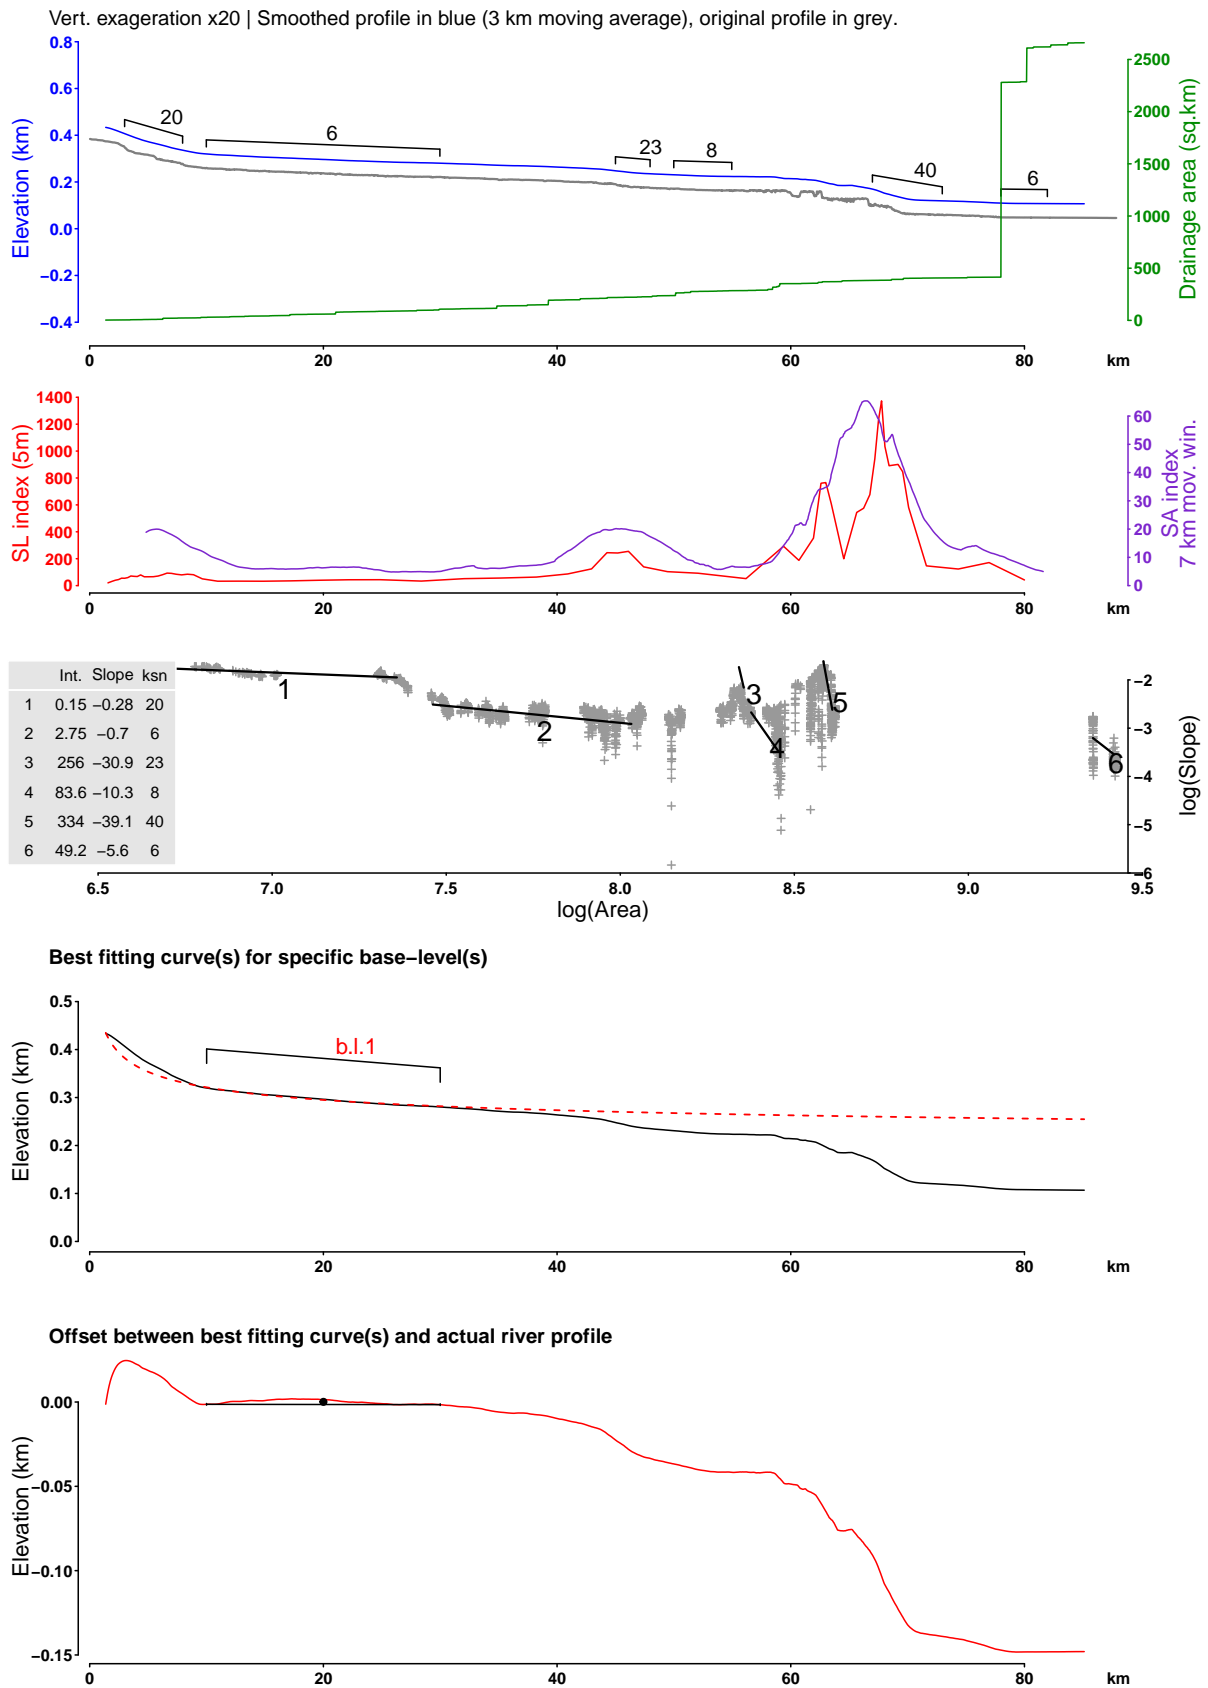 Vert. exageration x20 | Smoothed profile in blue (3 km moving average), original profile in grey.
Elevation (km)
0.8
0.6
0.4
0.2
0.0
−0.2
−0.4
20
6
23
8
40
6
Drainage area (sq.km)
2500
2000
1500
1000
500
0
0 20 40 60 80 km
SL index (5m)
1400
1200
1000
800
600
400
200
0
SA index
7 km mov. win.
60
50
40
30
20
10
0
0 20 40 60 80 km
Int. Slope ksn
1 0.15 −0.28 20
2 2.75 −0.7 6
3 256 −30.9 23
4 83.6 −10.3 8
5 334 −39.1 40
6 49.2 −5.6 6
1
2
3
4
5
6
log(Slope)
−2
−3
−4
−5
−6
6.5 7.0 7.5 8.0 8.5 9.0 9.5
log(Area)
Best fitting curve(s) for specific base−level(s)
Elevation (km)
0.5
0.4
0.3
0.2
0.1
0.0
b.l.1
0 20 40 60 80 km
Offset between best fitting curve(s) and actual river profile
Elevation (km)
0.00
−0.05
−0.10
−0.15
0 20 40 60 80 km